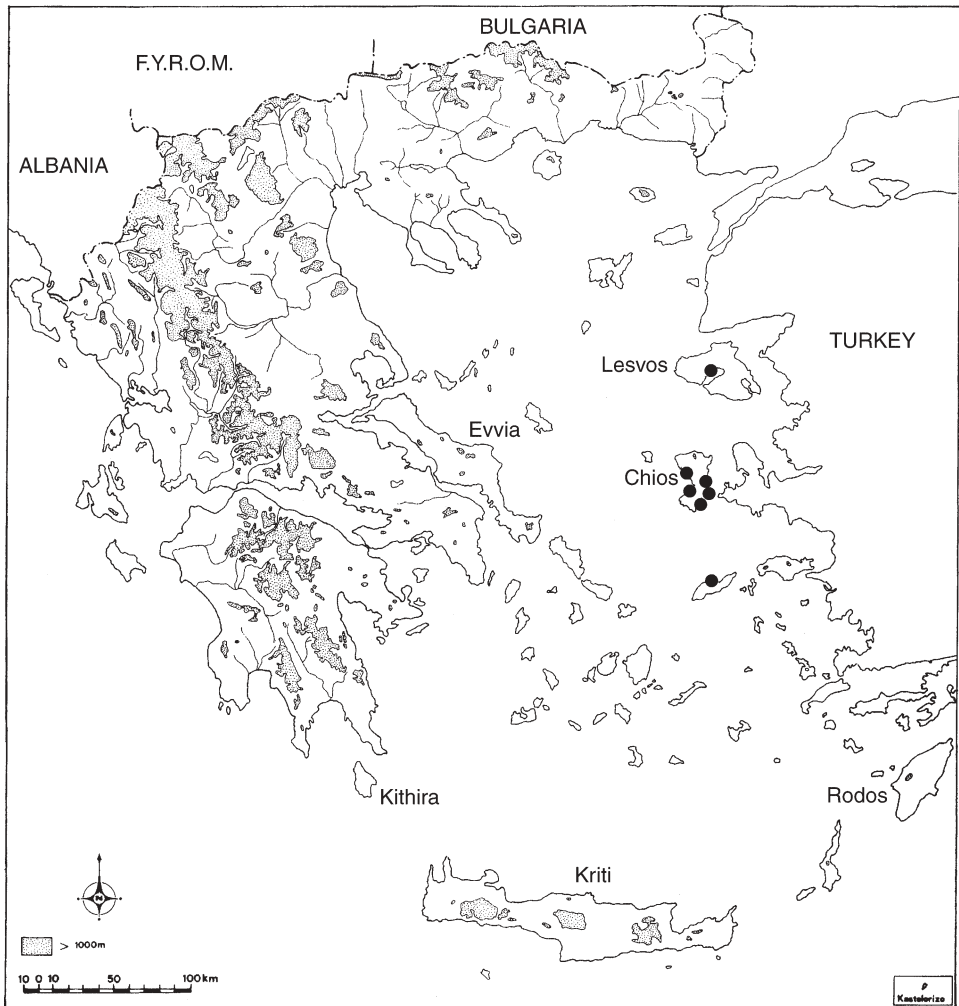 BULGARIA
F.Y.R.O.M.
ALBANIA
TURKEY
Lesvos
Evvia
Chios
Rodos
Kithira
Kriti
N
> 1000m
10 0 10 50 100km
Kastelorizo